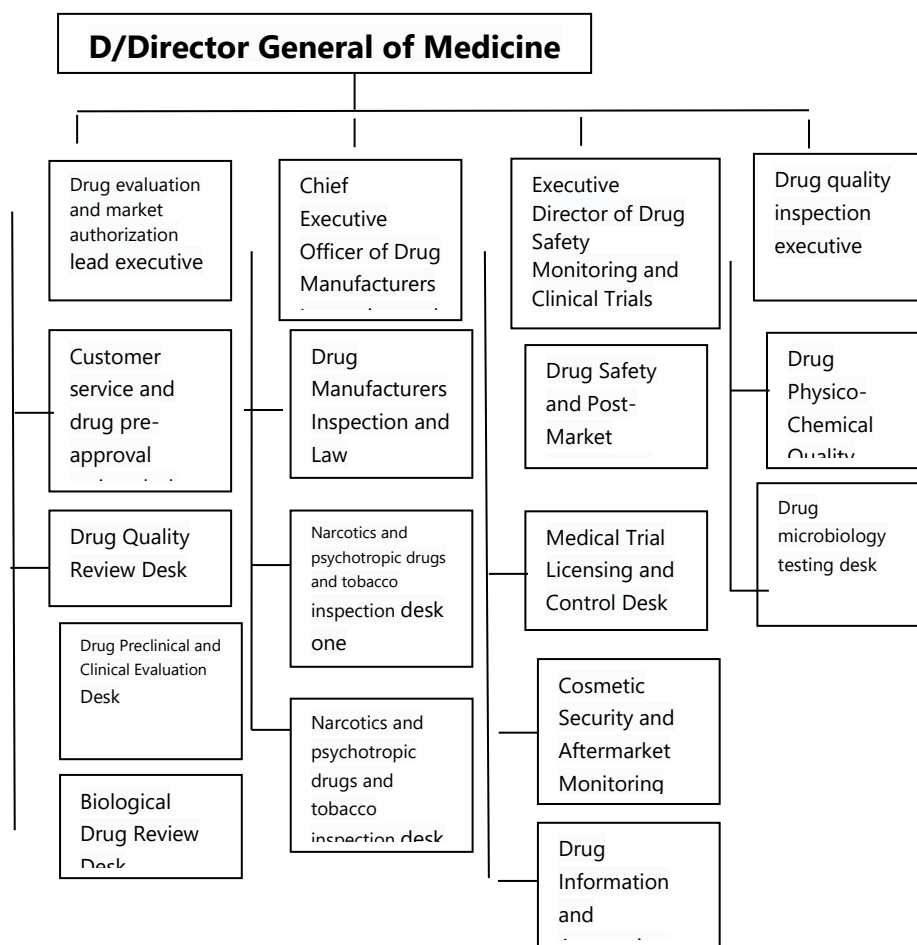 D/Director General of Medicine
Drug evaluation
and market
authorization
lead executive
Chief
Executive
Officer of Drug
Manufacturers
Executive
Director of Drug
Safety
Monitoring and
Clinical Trials
Drug quality
inspection
executive
Customer
service and
drug pre-
approval
Drug
Manufacturers
Inspection and
Law
Drug Safety
and Post-
Market
Drug
Physico-
Chemical
Quality
Drug Quality
Review Desk
Narcotics and
psychotropic drugs
and tobacco
inspection desk
one
Medical Trial
Licensing and
Control Desk
Drug
microbiology
testing desk
Drug Preclinical and
Clinical Evaluation
Desk
Narcotics and
psychotropic
drugs and
tobacco
inspection desk
Cosmetic
Security and
Aftermarket
Monitoring
Biological
Drug Review
Desk
Drug
Information
and